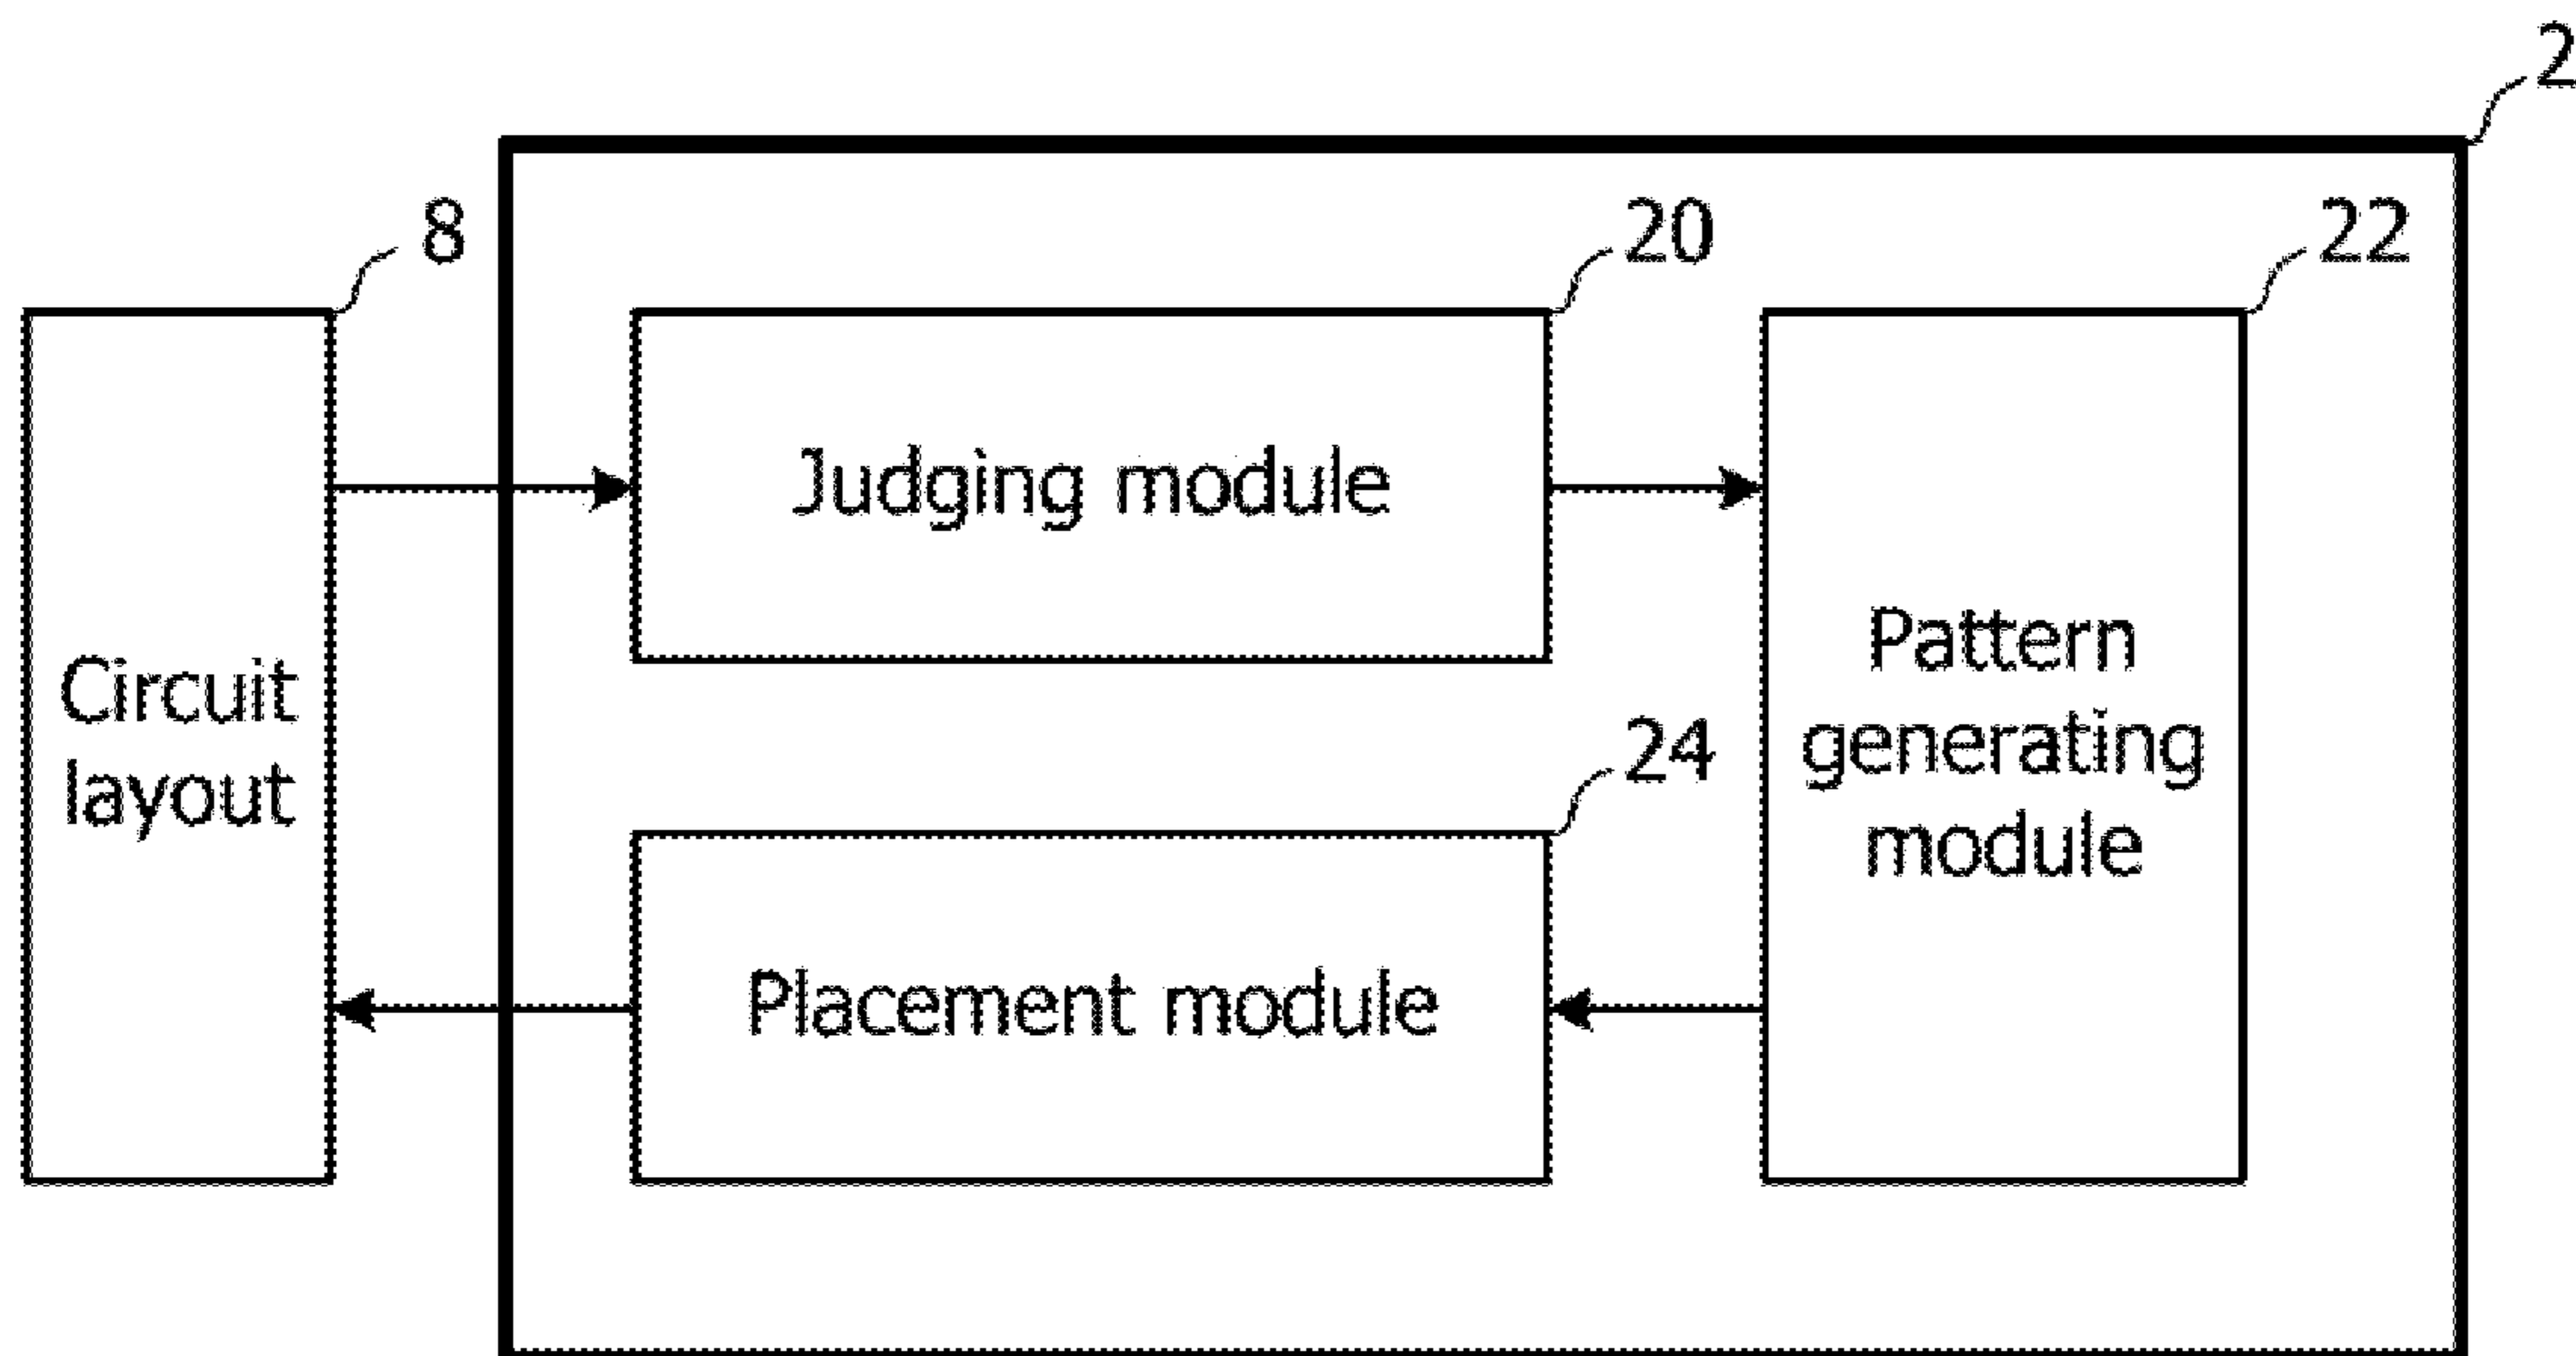 2
8
20
22
Judging module
Circuit
layout
Pattern
generating
module
24
Placement module